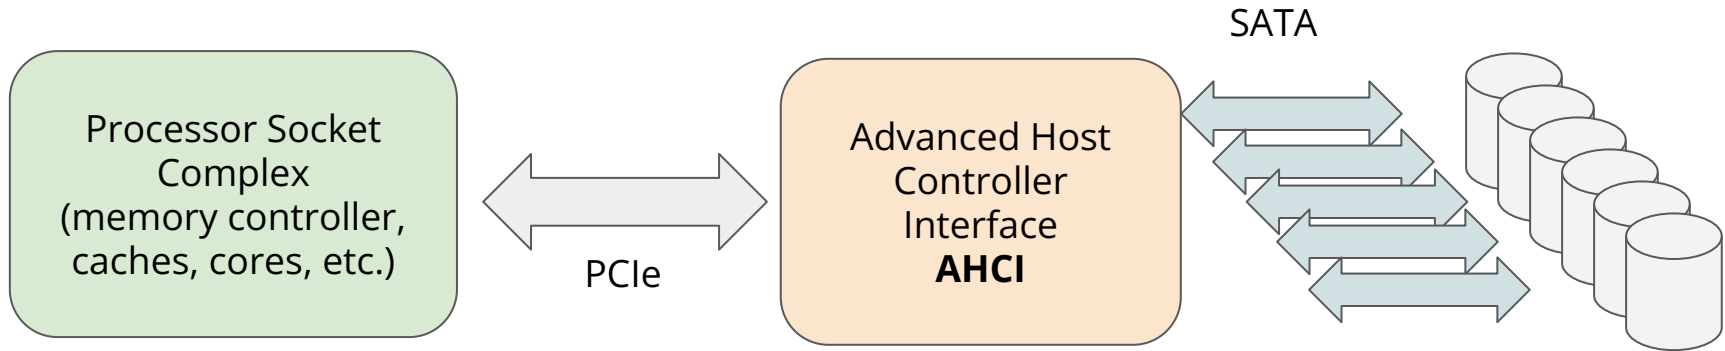 Processor Socket
Complex
(memory controller,
caches, cores, etc.)
PCIe
Advanced Host
Controller
Interface
AHCI
SATA